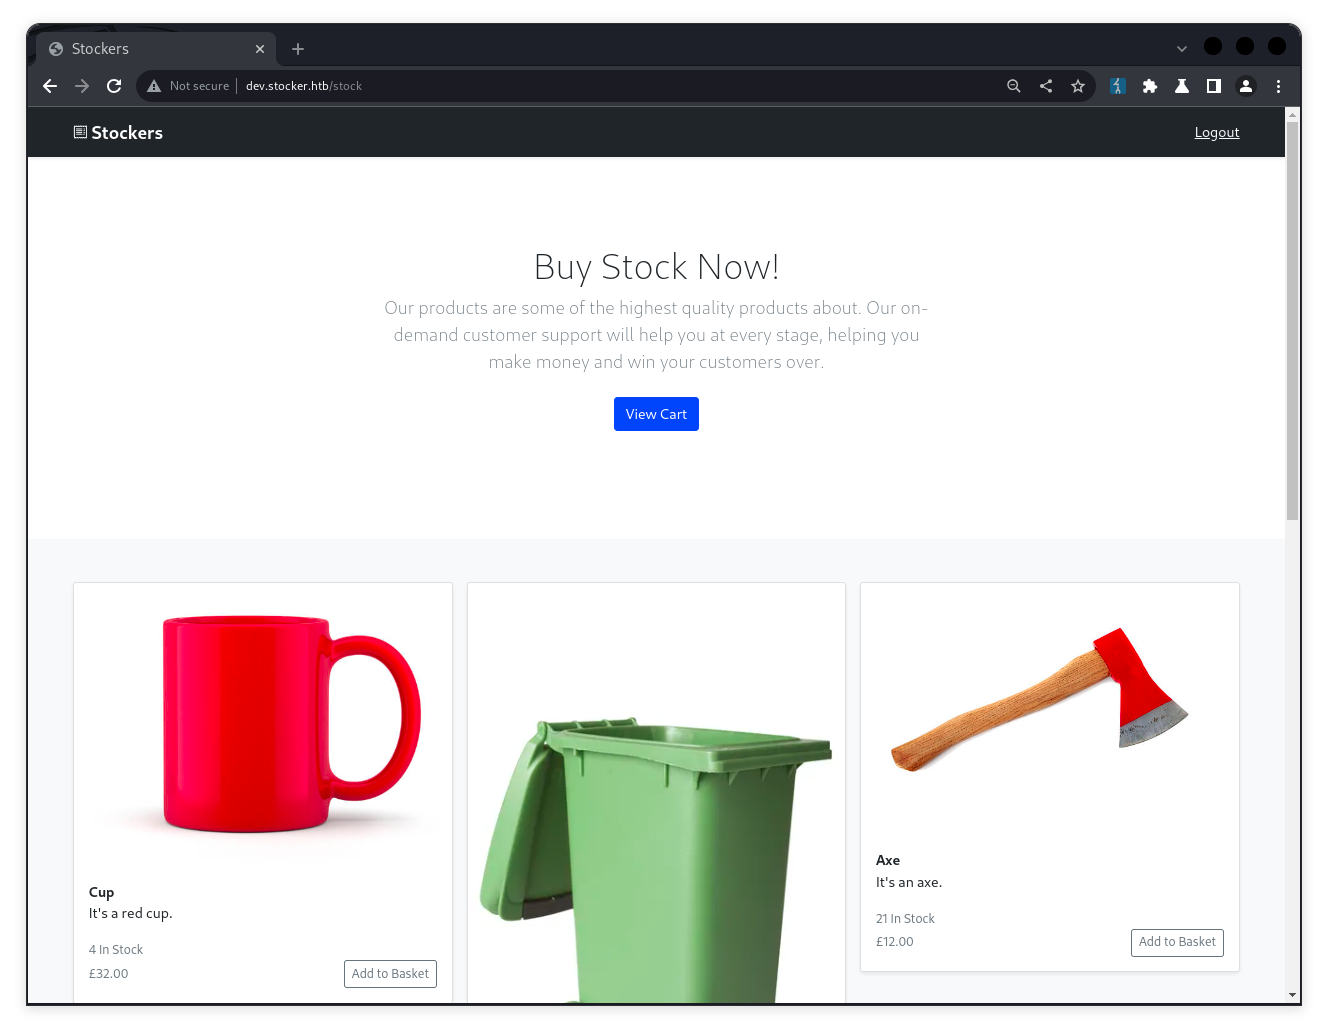 Stockers
Not secure
dev.stocker.htb/stock
Stockers
Logout
Buy Stock Now!
Our products are some of the highest quality products about. Our on-
demand customer support will help you at every stage, helping you
make money and win your customers over.
View Cart
Cup
It's a red cup.
4 In Stock
£32.00
Add to Basket
Axe
It's an axe.
21 In Stock
£12.00
Add to Basket